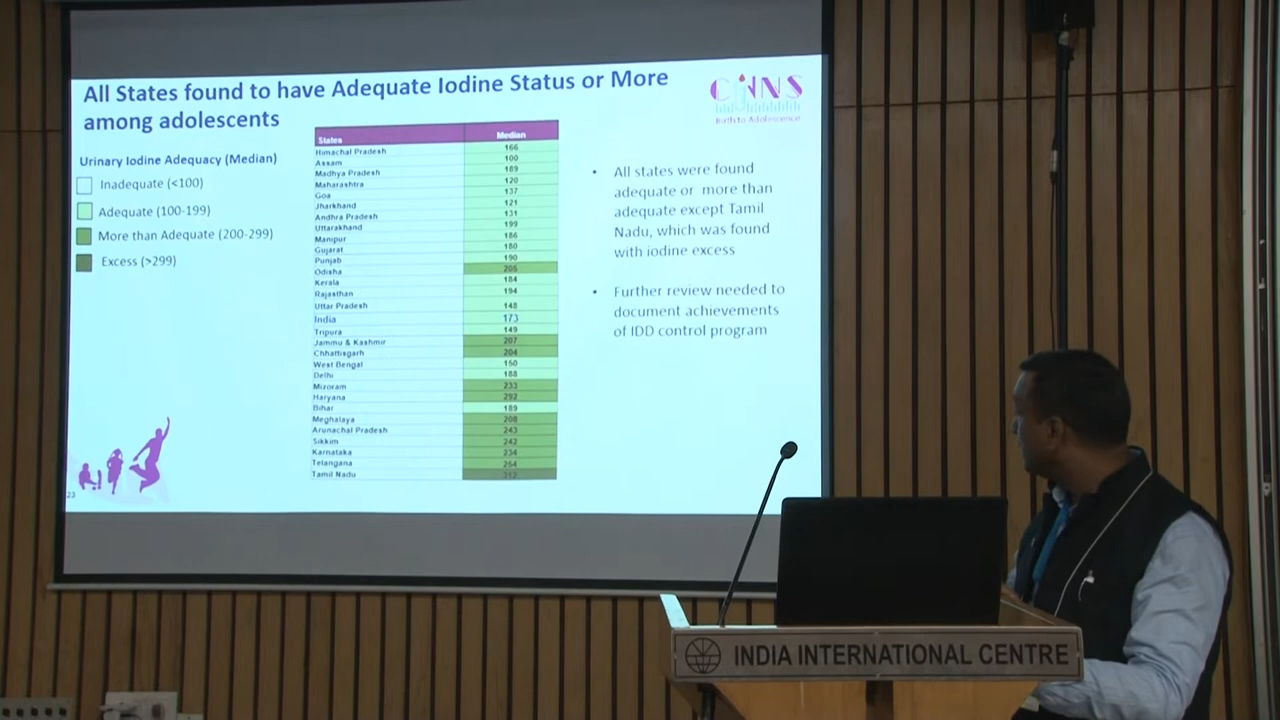 All States found to have Adequate Iodine Status or More
among adolescents
CNNS
Birth to Adolescence
Urinary Iodine Adequacy (Median)
Inadequate (<100)
Adequate (100-199)
More than Adequate (200-299)
Excess (>299)
States Median
Himachal Pradesh 166
Assam 100
Madhya Pradesh 189
Maharashtra 120
Goa 137
Jharkhand 121
Andhra Pradesh 131
Uttarakhand 199
Manipur 186
Gujarat 180
Punjab 190
Odisha 205
Kerala 184
Rajasthan 194
Uttar Pradesh 148
India 173
Tripura 149
Jammu & Kashmir 207
Chhattisgarh 204
West Bengal 150
Delhi 188
Mizoram 233
Haryana 292
Bihar 189
Meghalaya 208
Arunachal Pradesh 243
Sikkim 242
Karnataka 234
Telangana 254
Tamil Nadu
• All states were found
adequate or more than
adequate except Tamil
Nadu, which was found
with iodine excess
• Further review needed to
document achievements
of IDD control program
23
INDIA INTERNATIONAL CENTRE